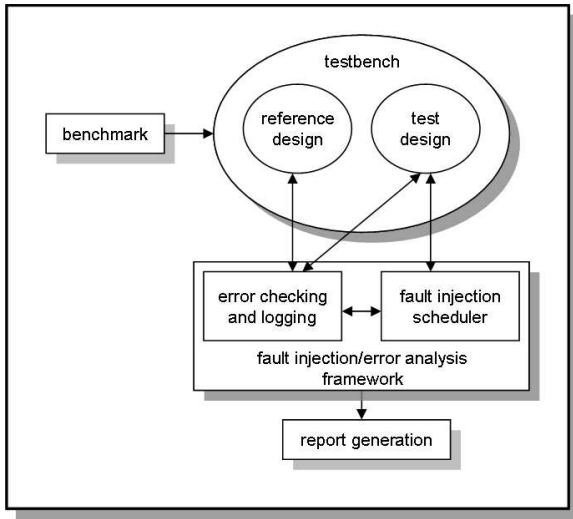 testbench
reference
design
test
design
benchmark
error checking
and logging
fault injection
scheduler
fault injection/error analysis
framework
report generation